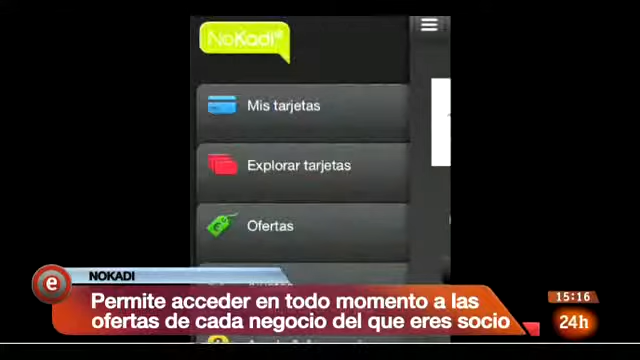 NoKadi
Mis tarjetas
Explorar tarjetas
Ofertas
e
NOKADI
Permite acceder en todo momento a las
ofertas de cada negocio del que eres socio
15:16
24h